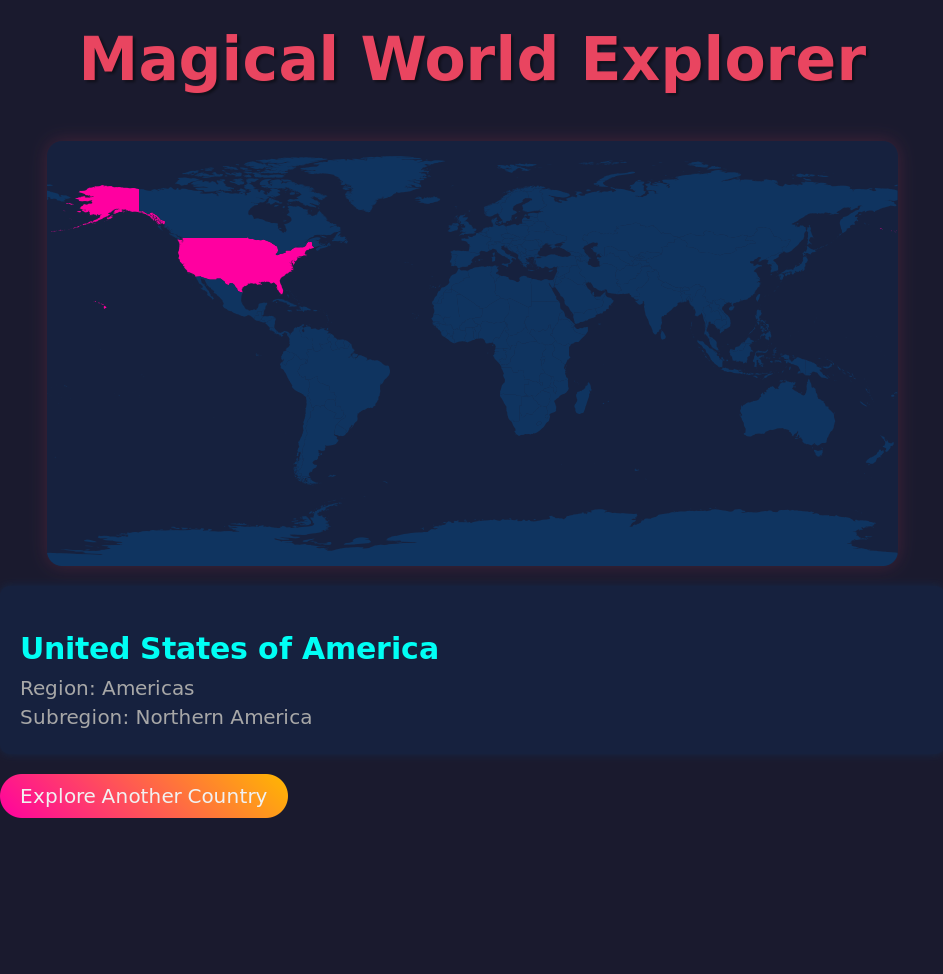 Magical World Explorer
United States of America
Region: Americas
Subregion: Northern America
Explore Another Country